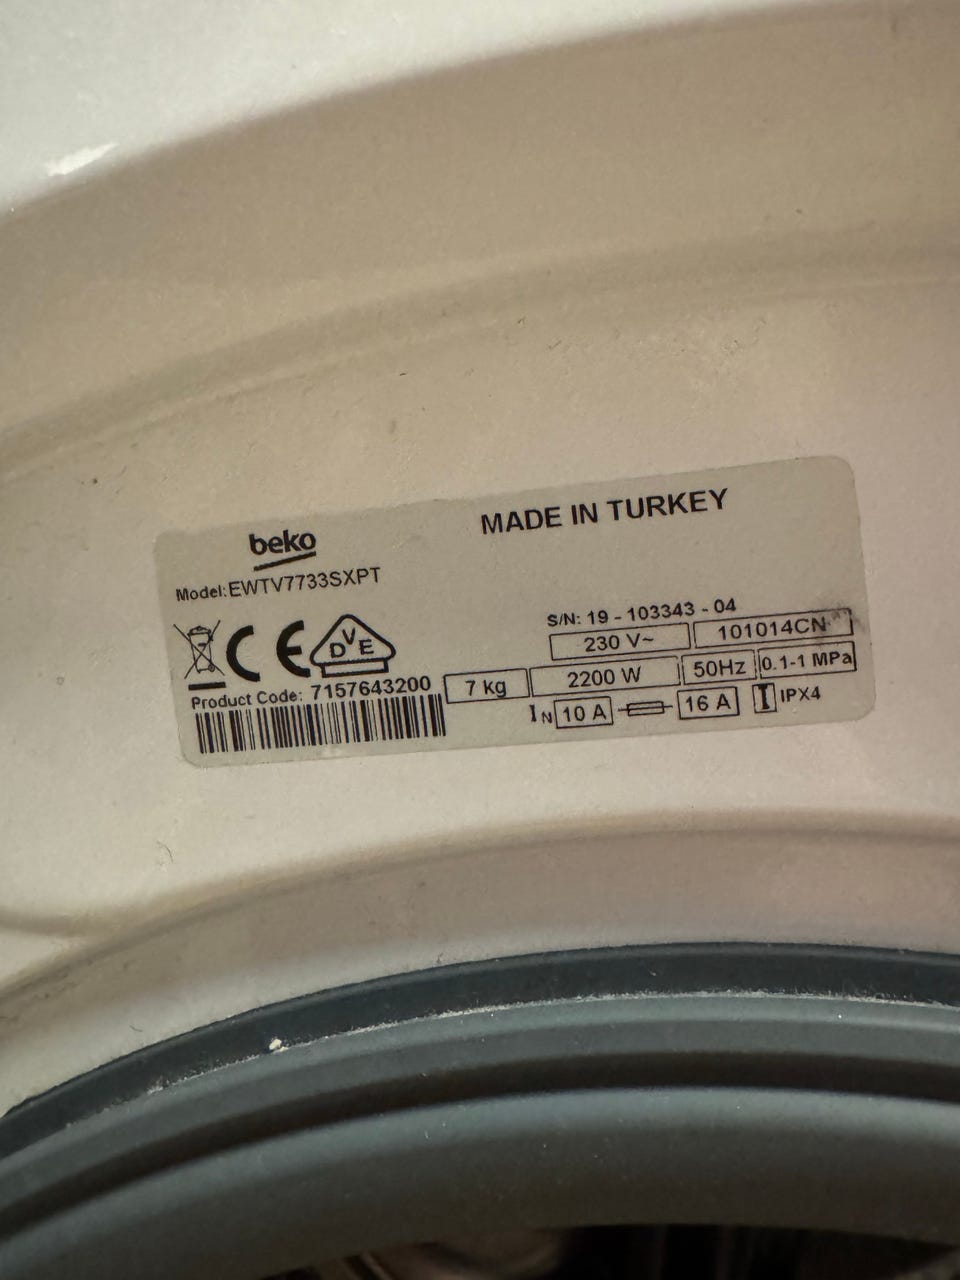 beko
MADE IN TURKEY
Model: EWTV7733SXPT
S/N: 19 - 103343 - 04
230 V~ 101014CN
DVE
Product Code: 7157643200
7 kg 2200 W 50Hz 0.1-1 MPa
IN 10 A 16 A IPX4